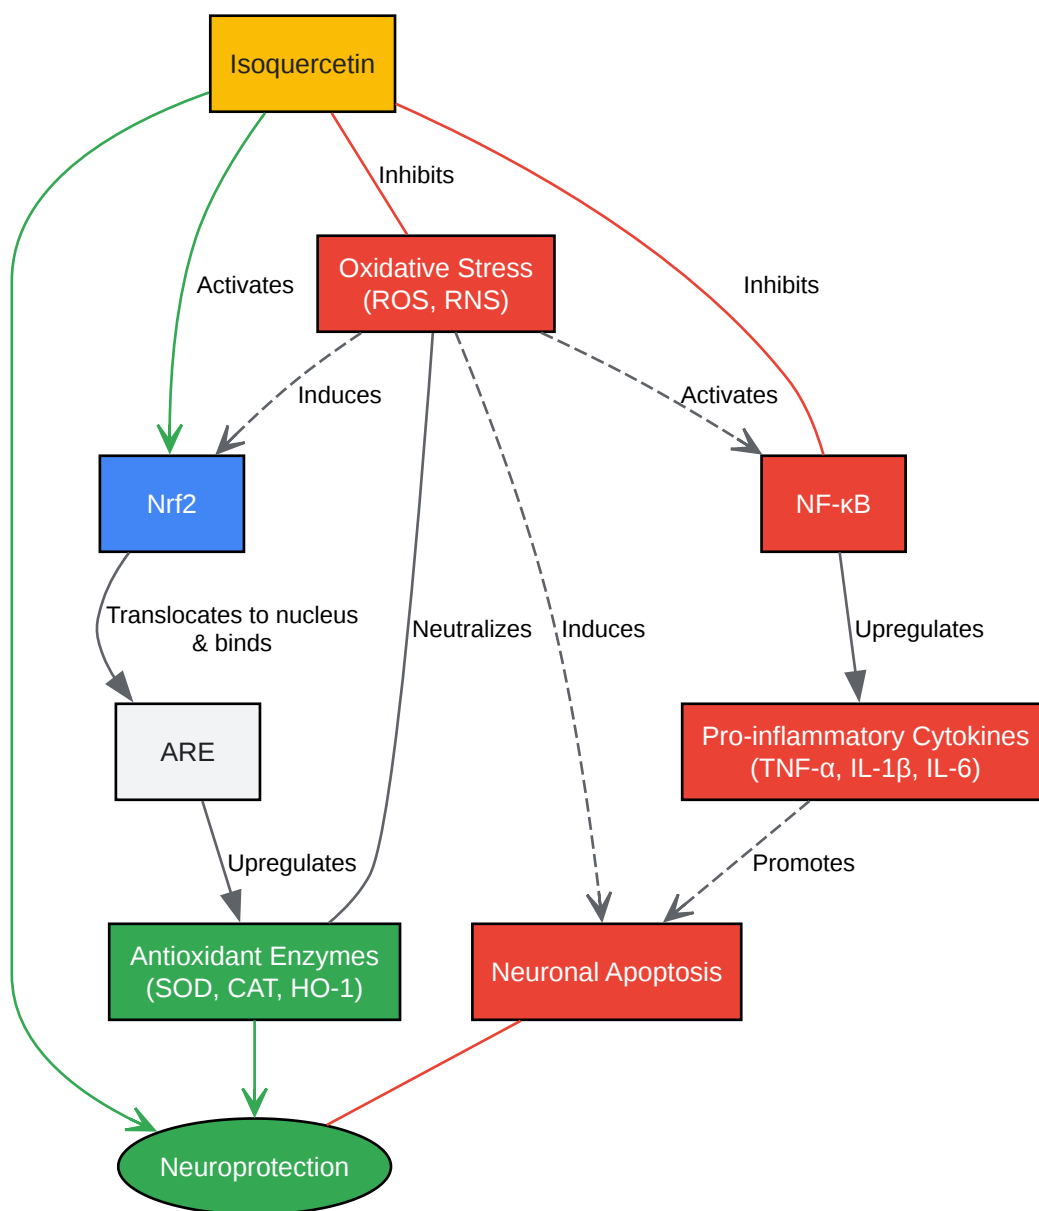 Isoquercetin
Inhibits
Oxidative Stress
(ROS, RNS)
Activates
Inhibits
Induces
Activates
Nrf2
NF-κB
Translocates to nucleus
& binds
Neutralizes
Induces
Upregulates
ARE
Pro-inflammatory Cytokines
(TNF-α, IL-1β, IL-6)
Upregulates
Promotes
Antioxidant Enzymes
(SOD, CAT, HO-1)
Neuronal Apoptosis
Neuroprotection